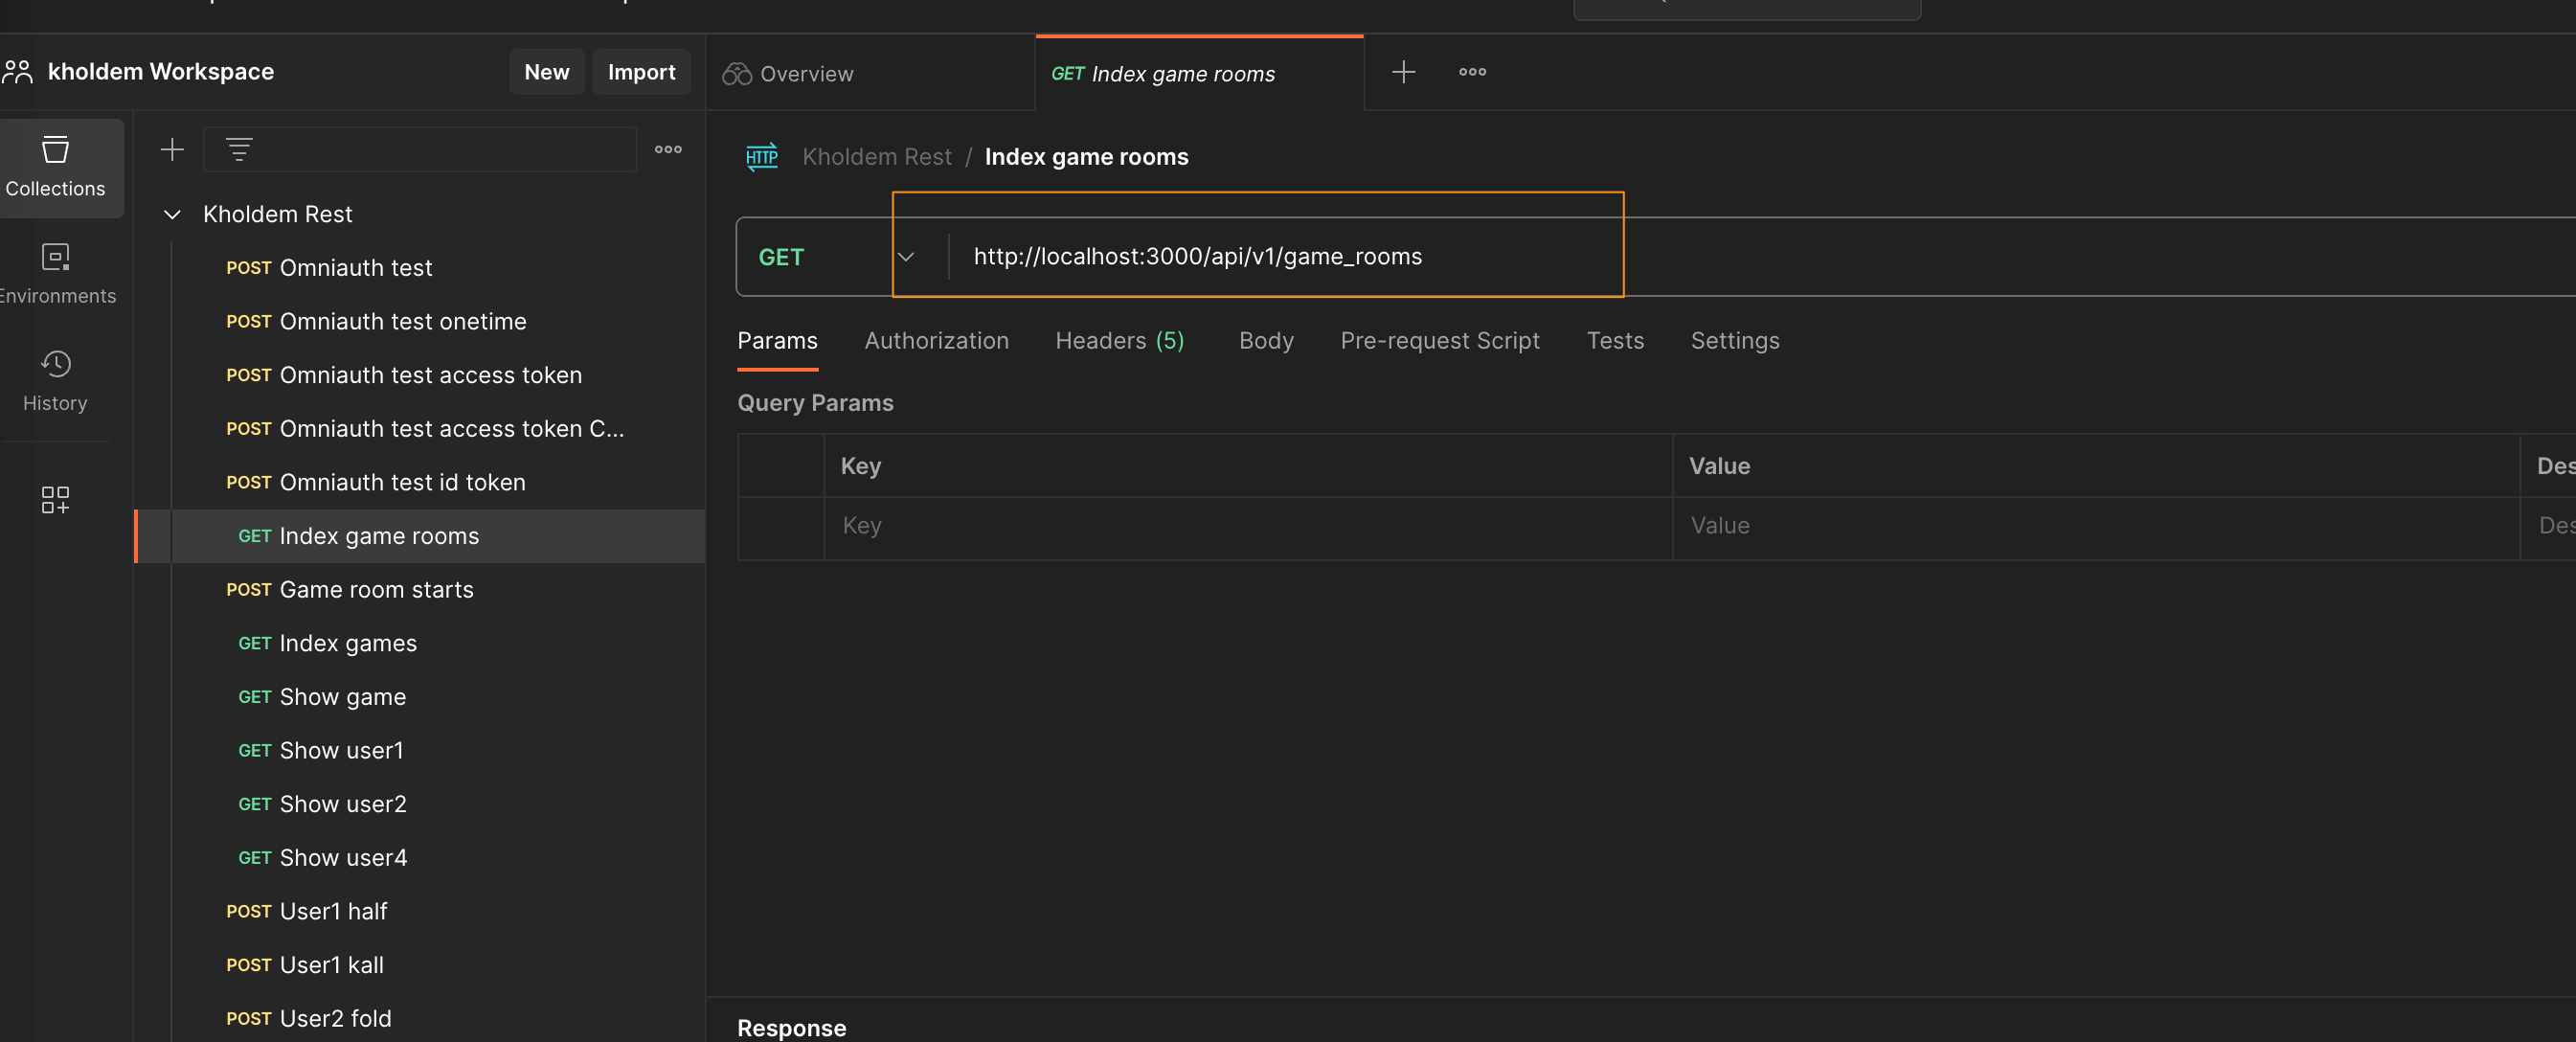 kholdem Workspace
New
Import
Overview
GET Index game rooms
Collections
Environments
History
Kholdem Rest
POST Omniauth test
POST Omniauth test onetime
POST Omniauth test access token
POST Omniauth test access token C...
POST Omniauth test id token
GET Index game rooms
POST Game room starts
GET Index games
GET Show game
GET Show user1
GET Show user2
GET Show user4
POST User1 half
POST User1 kall
POST User2 fold
HTTP
Kholdem Rest / Index game rooms
GET
http://localhost:3000/api/v1/game_rooms
Params Authorization Headers (5) Body Pre-request Script Tests Settings
Query Params
Key Value Des
Key Value Des
Response